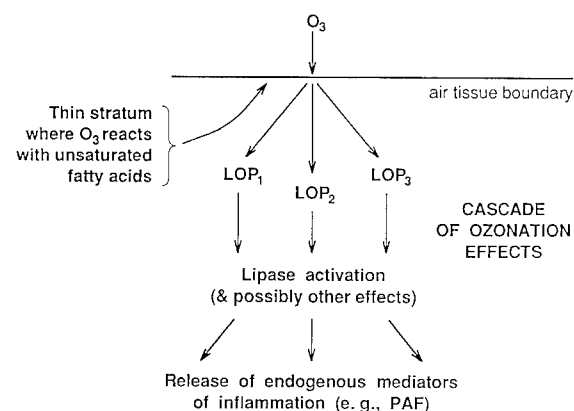 O₃
air tissue boundary
Thin stratum
where O₃ reacts
with unsaturated
fatty acids
LOP₁
LOP₂
LOP₃
CASCADE
OF OZONATION
EFFECTS
Lipase activation
(& possibly other effects)
Release of endogenous mediators
of inflammation (e. g., PAF)